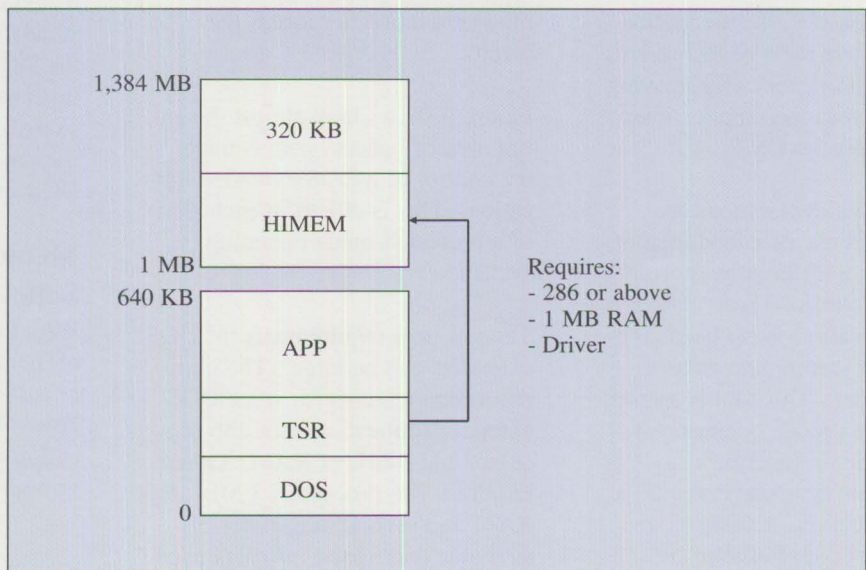 1,384 MB
320 KB
HIMEM
1 MB
640 KB
APP
TSR
DOS
0
Requires:
- 286 or above
- 1 MB RAM
- Driver